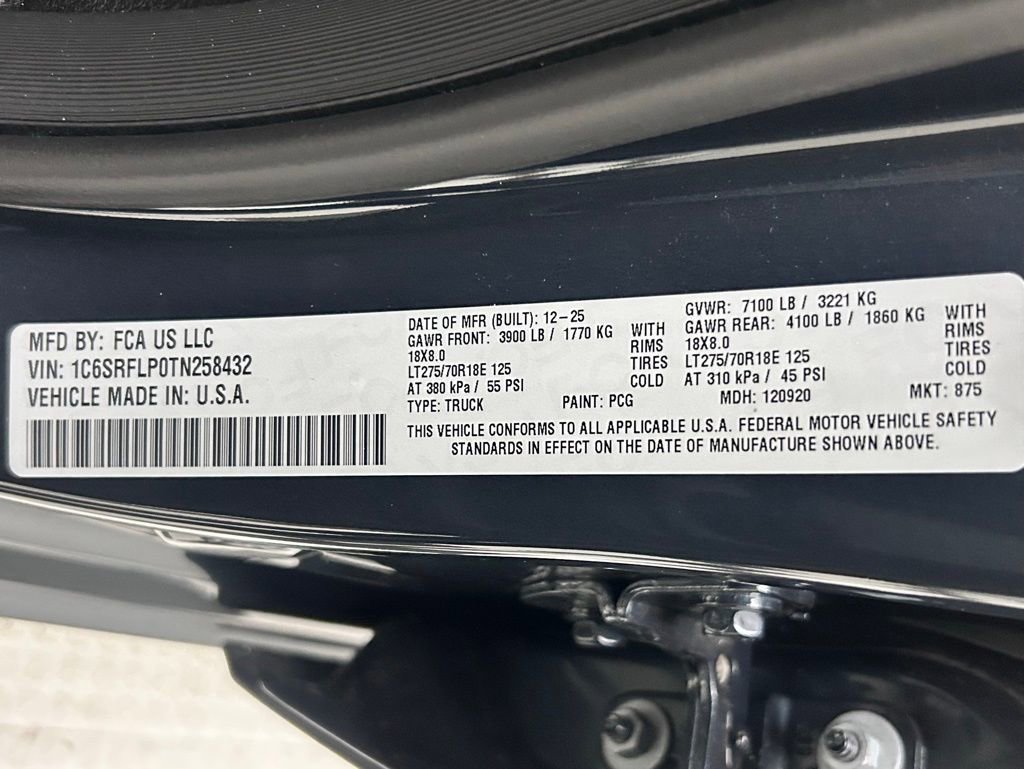 MFD BY: FCA US LLC
VIN: 1C6SRFLP0TN258432
VEHICLE MADE IN: U.S.A.
DATE OF MFR (BUILT): 12-25
GAWR FRONT: 3900 LB / 1770 KG WITH
18X8.0 RIMS
LT275/70R18E 125 TIRES
AT 380 kPa / 55 PSI COLD
GVWR: 7100 LB / 3221 KG
GAWR REAR: 4100 LB / 1860 KG WITH
18X8.0 RIMS
LT275/70R18E 125 TIRES
AT 310 kPa / 45 PSI COLD
TYPE: TRUCK PAINT: PCG MDH: 120920 MKT: 875
THIS VEHICLE CONFORMS TO ALL APPLICABLE U.S.A. FEDERAL MOTOR VEHICLE SAFETY
STANDARDS IN EFFECT ON THE DATE OF MANUFACTURE SHOWN ABOVE.